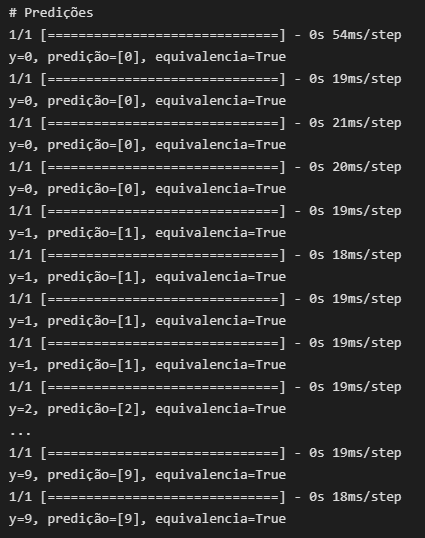 # Predições
1/1 [==============================] - 0s 54ms/step
y=0, predição=[0], equivalencia=True
1/1 [==============================] - 0s 19ms/step
y=0, predição=[0], equivalencia=True
1/1 [==============================] - 0s 21ms/step
y=0, predição=[0], equivalencia=True
1/1 [==============================] - 0s 20ms/step
y=0, predição=[0], equivalencia=True
1/1 [==============================] - 0s 19ms/step
y=1, predição=[1], equivalencia=True
1/1 [==============================] - 0s 18ms/step
y=1, predição=[1], equivalencia=True
1/1 [==============================] - 0s 19ms/step
y=1, predição=[1], equivalencia=True
1/1 [==============================] - 0s 19ms/step
y=1, predição=[1], equivalencia=True
1/1 [==============================] - 0s 19ms/step
y=2, predição=[2], equivalencia=True
...
1/1 [==============================] - 0s 19ms/step
y=9, predição=[9], equivalencia=True
1/1 [==============================] - 0s 18ms/step
y=9, predição=[9], equivalencia=True